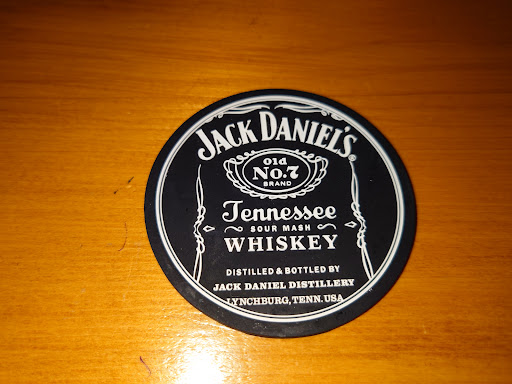 JACK DANIEL'S®
Old
No.7
BRAND
Tennessee
SOUR MASH
WHISKEY
DISTILLED & BOTTLED BY
JACK DANIEL DISTILLERY
LYNCHBURG, TENN. USA